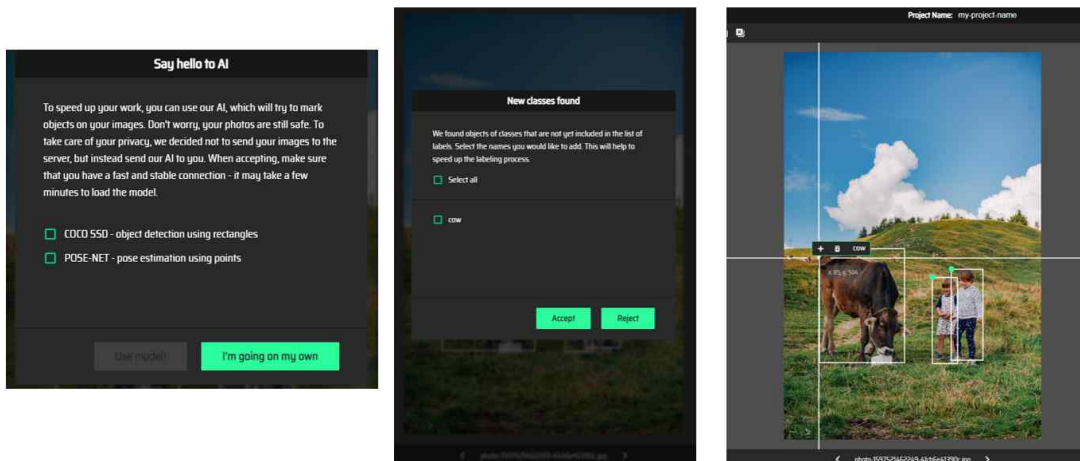 Say hello to AI
To speed up your work, you can use our AI, which will try to mark
objects on your images. Don't worry, your photos are still safe. To
take care of your privacy, we decided not to send your images to the
server, but instead send our AI to you. When accepting, make sure
that you have a fast and stable connection - it may take a few
minutes to load the model.
COCO SSD - object detection using rectangles
POSE-NET - pose estimation using points
Use model!
I'm going on my own
New classes found
We found objects of classes that are not yet included in the list of
labels. Select the names you would like to add. This will help to
speed up the labeling process.
Select all
cow
Accept
Reject
Project Name: my-project-name
cow